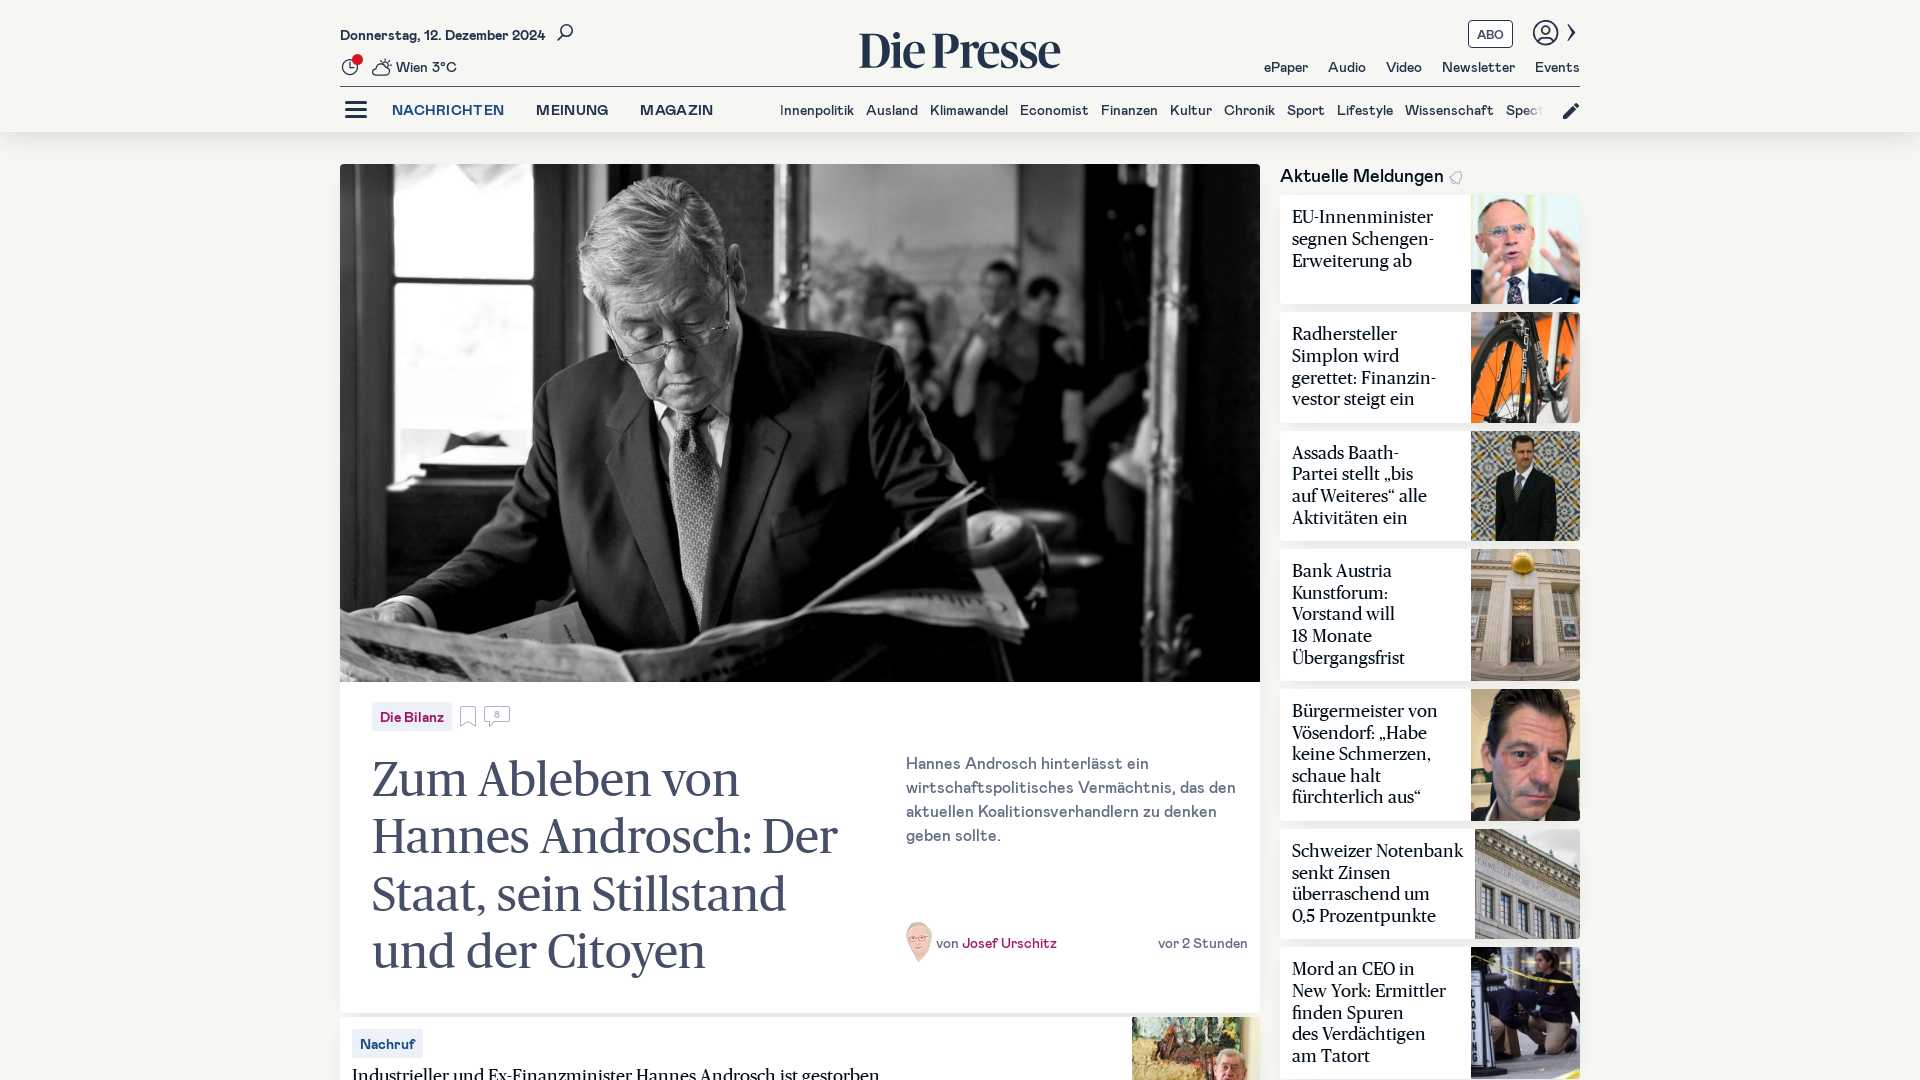 Donnerstag, 12. Dezember 2024
Wien 3°C
Die Presse
ABO
ePaper Audio Video Newsletter Events
NACHRICHTEN MEINUNG MAGAZIN
Innenpolitik Ausland Klimawandel Economist Finanzen Kultur Chronik Sport Lifestyle Wissenschaft Spect
Die Bilanz
8
Zum Ableben von
Hannes Androsch: Der
Staat, sein Stillstand
und der Citoyen
Hannes Androsch hinterlässt ein
wirtschaftspolitisches Vermächtnis, das den
aktuellen Koalitionsverhandlern zu denken
geben sollte.
von Josef Urschitz
vor 2 Stunden
Nachruf
Industrieller und Ex-Finanzminister Hannes Androsch ist gestorben
Aktuelle Meldungen
EU-Innenminister
segnen Schengen-
Erweiterung ab
Radhersteller
Simplon wird
gerettet: Finanzin-
vestor steigt ein
SIMPLON
Assads Baath-
Partei stellt „bis
auf Weiteres“ alle
Aktivitäten ein
Bank Austria
Kunstforum:
Vorstand will
18 Monate
Übergangsfrist
Bürgermeister von
Vösendorf: „Habe
keine Schmerzen,
schaue halt
fürchterlich aus“
Schweizer Notenbank
senkt Zinsen
überraschend um
0,5 Prozentpunkte
Mord an CEO in
New York: Ermittler
finden Spuren
des Verdächtigen
am Tatort
LOADING